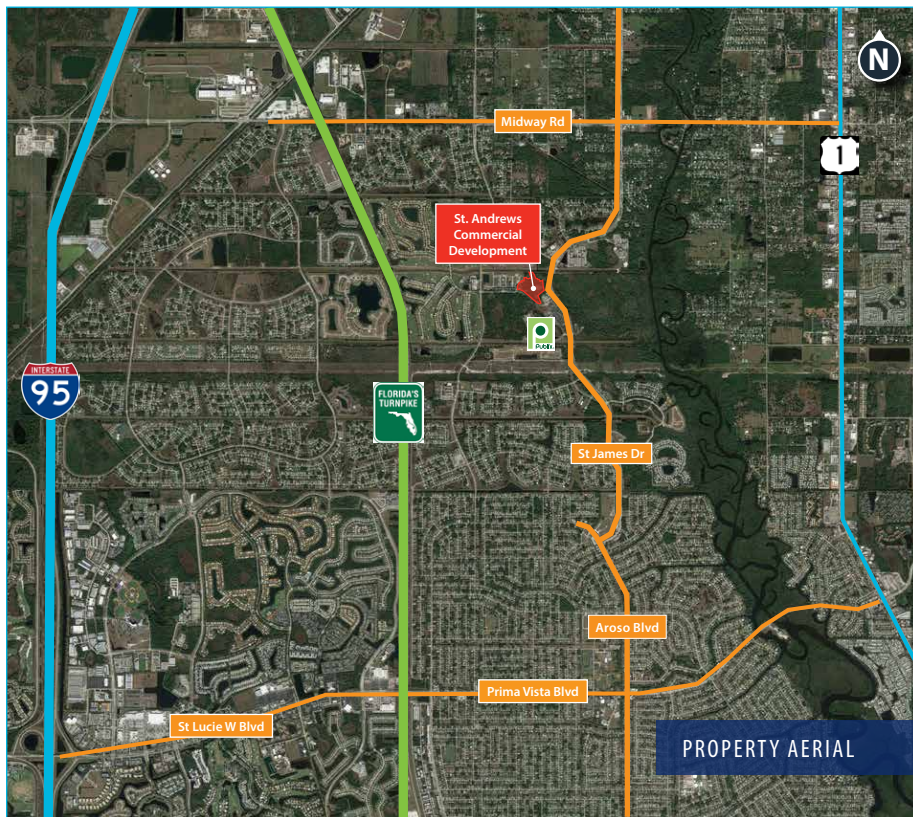 N
Midway Rd
1
St. Andrews
Commercial
Development
Publix
INTERSTATE
95
FLORIDA'S
TURNPIKE
St James Dr
Aroso Blvd
Prima Vista Blvd
St Lucie W Blvd
PROPERTY AERIAL